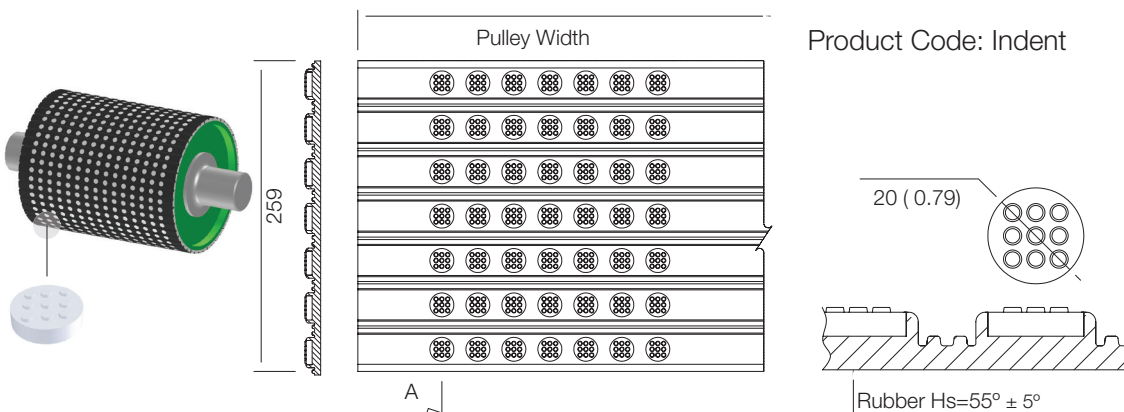 Pulley Width
Product Code: Indent
259
20 ( 0.79)
A
Rubber Hs=55º ± 5º